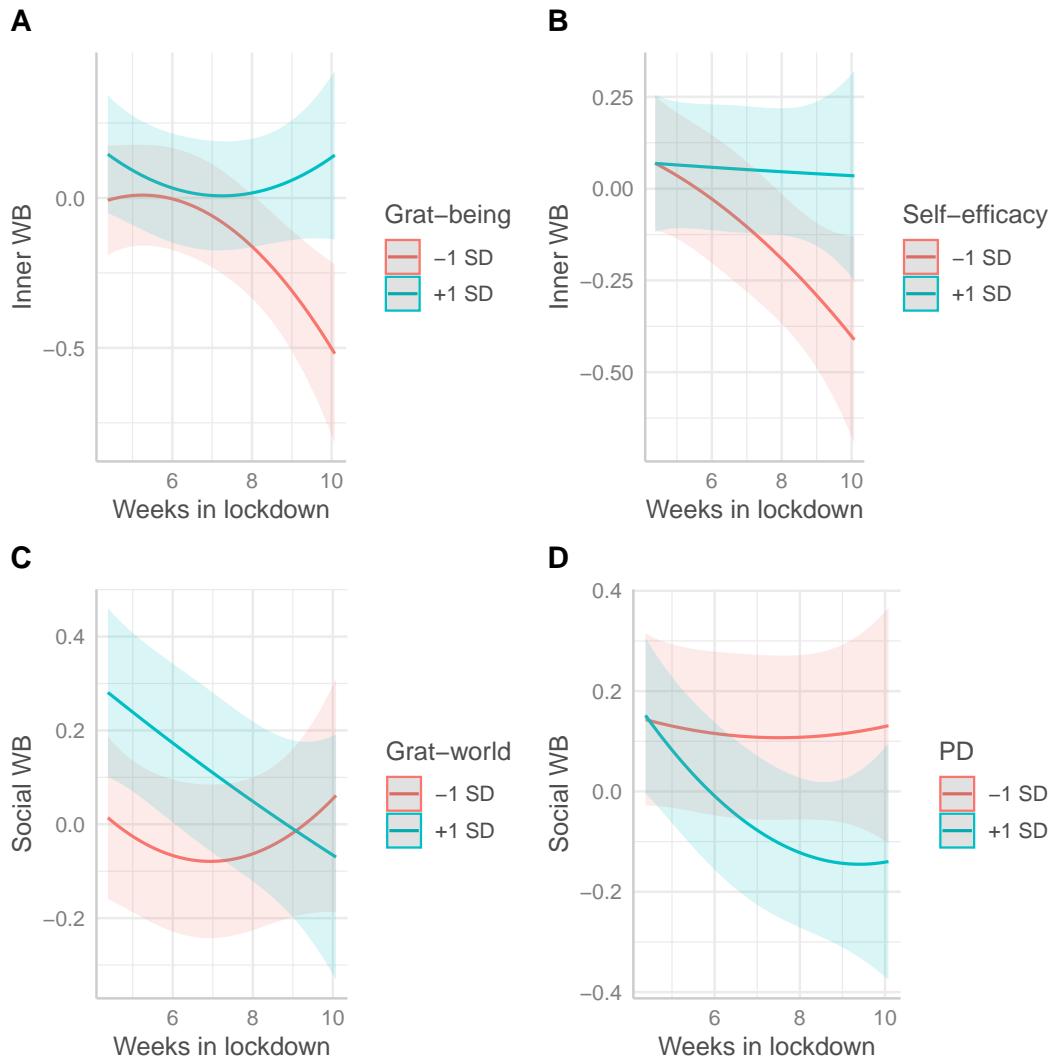 A
Inner WB
0.0
−0.5
6
8
10
Weeks in lockdown
Grat−being
−1 SD
+1 SD
B
Inner WB
0.25
0.00
−0.25
−0.50
6
8
10
Weeks in lockdown
Self−efficacy
−1 SD
+1 SD
C
Social WB
0.4
0.2
0.0
−0.2
6
8
10
Weeks in lockdown
Grat−world
−1 SD
+1 SD
D
Social WB
0.4
0.2
0.0
−0.2
−0.4
6
8
10
Weeks in lockdown
PD
−1 SD
+1 SD